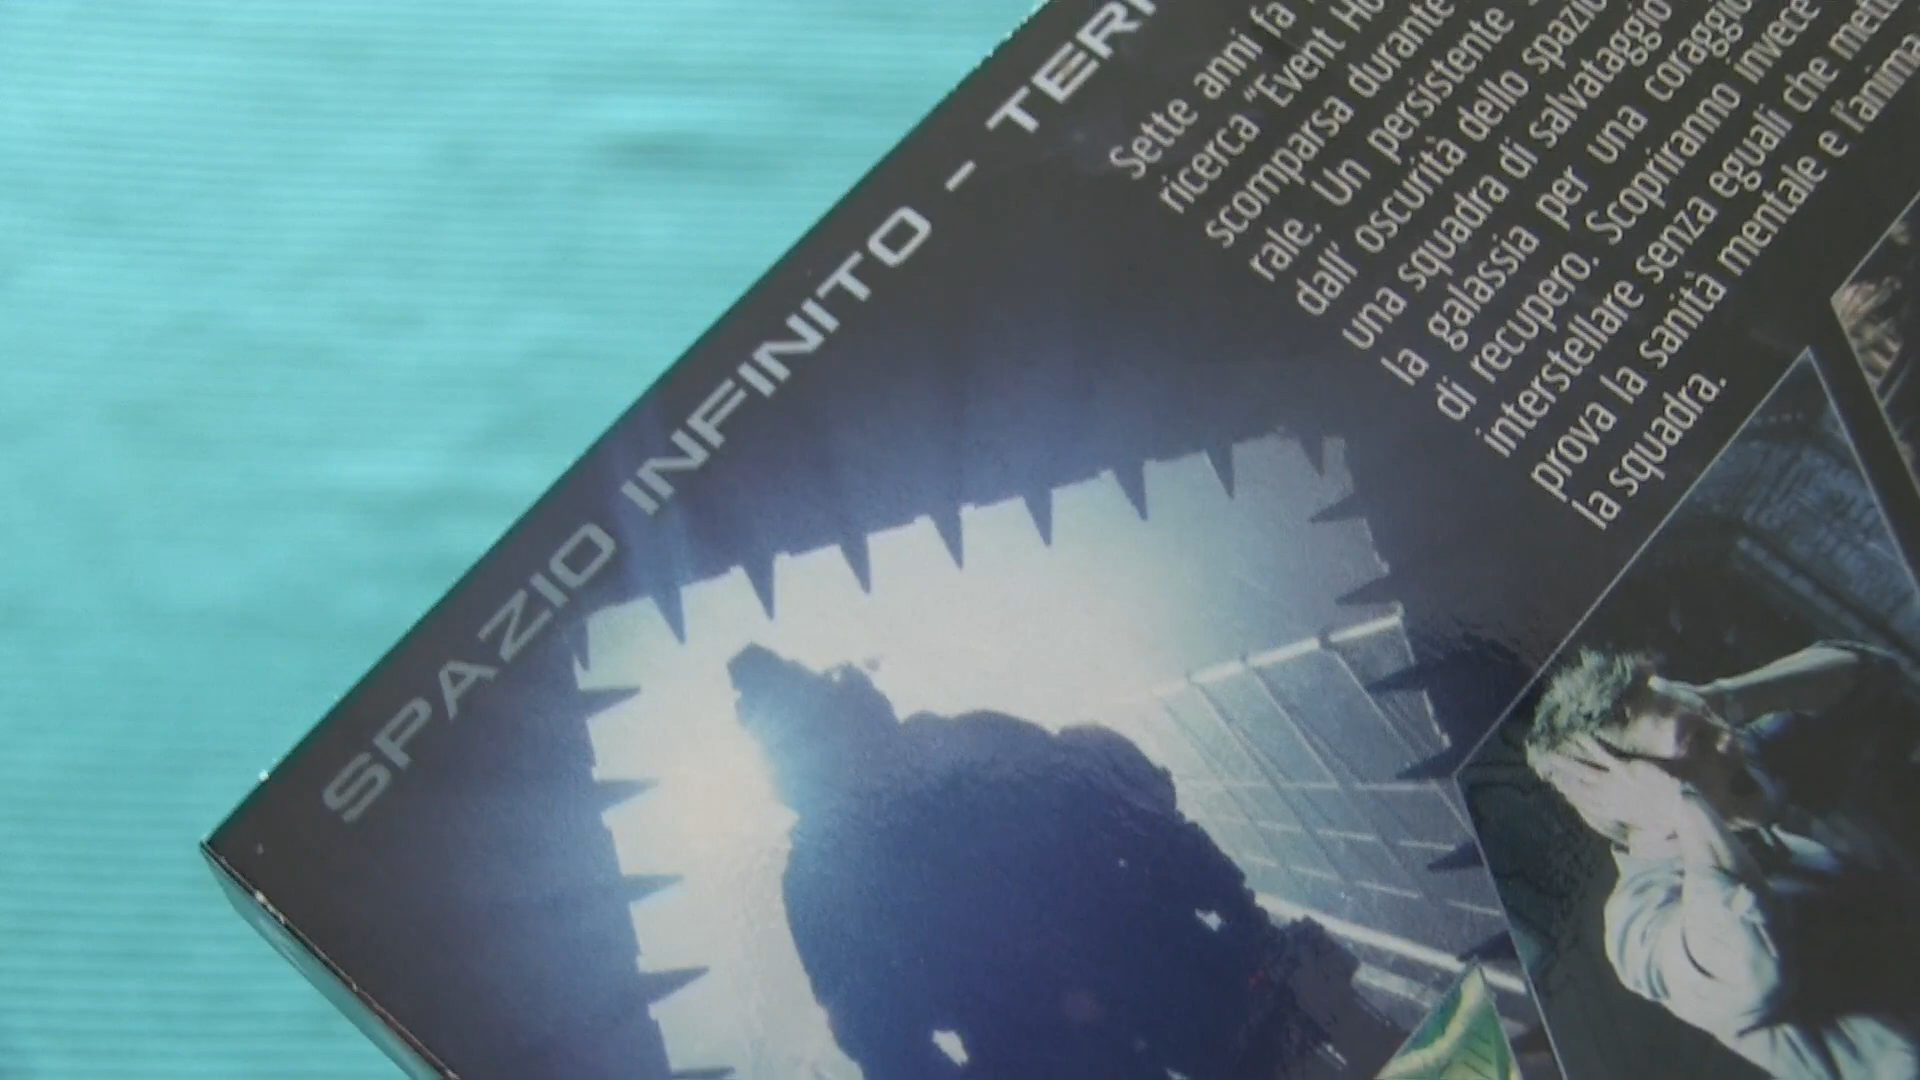 SPAZIO INFINITO - TERR
Sette anni fa
ricerca "Event Ho
scomparsa durante
rale. Un persistente
dall' oscurità dello spazio
una squadra di salvataggio
la galassia per una coraggio
di recupero. Scopriranno invece
interstellare senza eguali che mette
prova la sanità mentale e l'anima
la squadra.